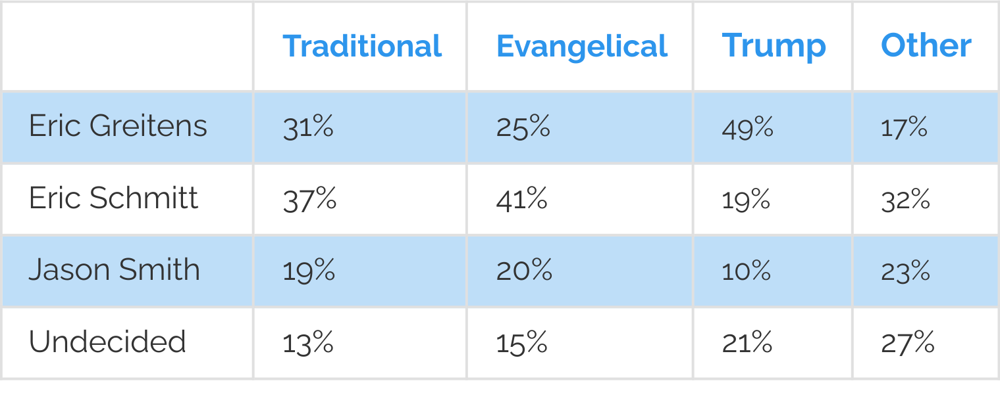 Traditional Evangelical Trump Other
Eric Greitens 31% 25% 49% 17%
Eric Schmitt 37% 41% 19% 32%
Jason Smith 19% 20% 10% 23%
Undecided 13% 15% 21% 27%